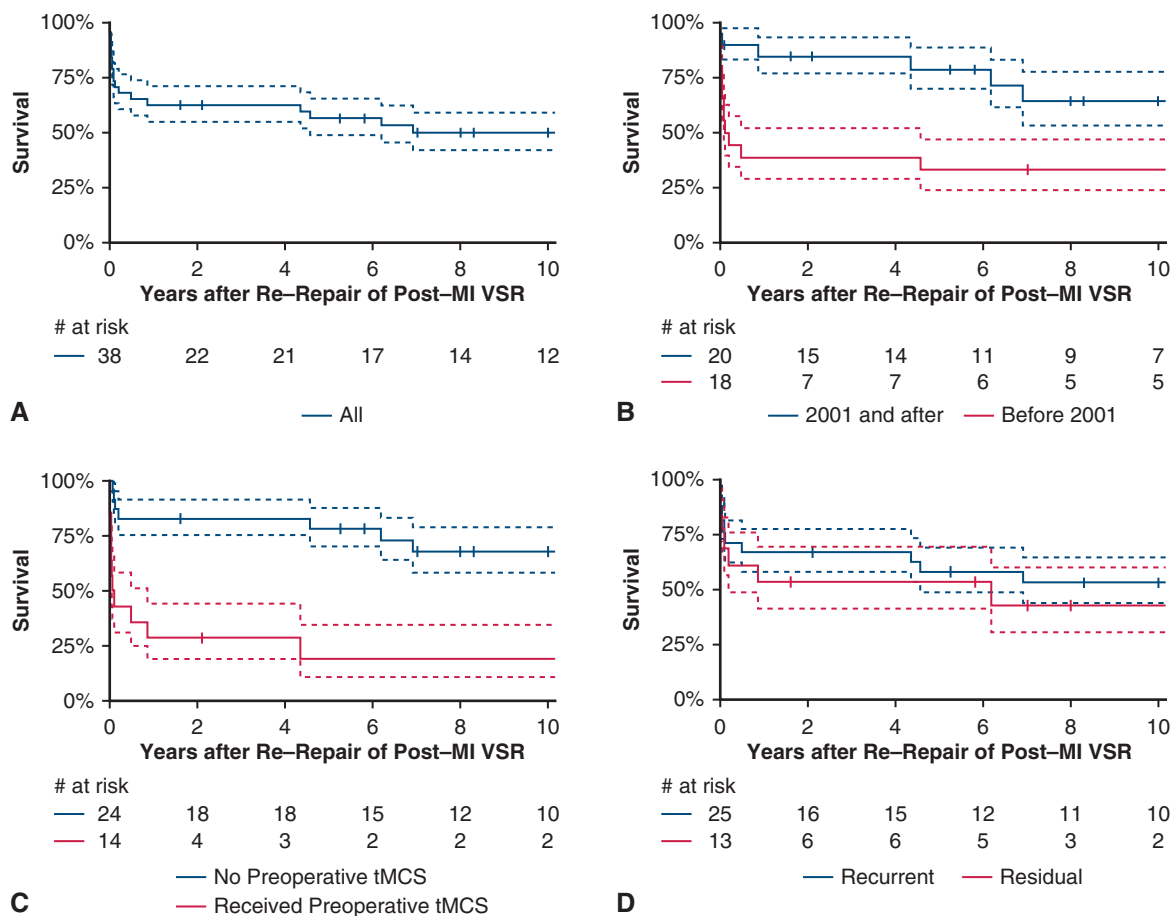 100%
75%
50%
25%
0%
Survival
0 2 4 6 8 10
Years after Re–Repair of Post–MI VSR
# at risk
38 22 21 17 14 12
A
All
100%
75%
50%
25%
0%
Survival
0 2 4 6 8 10
Years after Re–Repair of Post–MI VSR
# at risk
20 15 14 11 9 7
18 7 7 6 5 5
B
2001 and after Before 2001
100%
75%
50%
25%
0%
Survival
0 2 4 6 8 10
Years after Re–Repair of Post–MI VSR
# at risk
24 18 18 15 12 10
14 4 3 2 2 2
No Preoperative tMCS
C
Received Preoperative tMCS
100%
75%
50%
25%
0%
Survival
0 2 4 6 8 10
Years after Re–Repair of Post–MI VSR
# at risk
25 16 15 12 11 10
13 6 6 5 3 2
D
Recurrent Residual